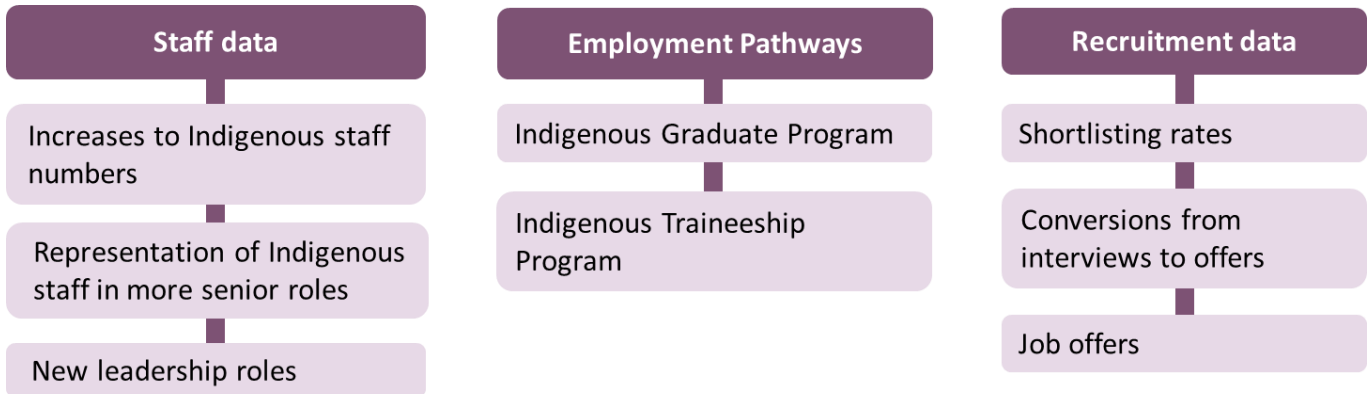 Staff data
Increases to Indigenous staff
numbers
Representation of Indigenous
staff in more senior roles
New leadership roles
Employment Pathways
Indigenous Graduate Program
Indigenous Traineeship
Program
Recruitment data
Shortlisting rates
Conversions from
interviews to offers
Job offers